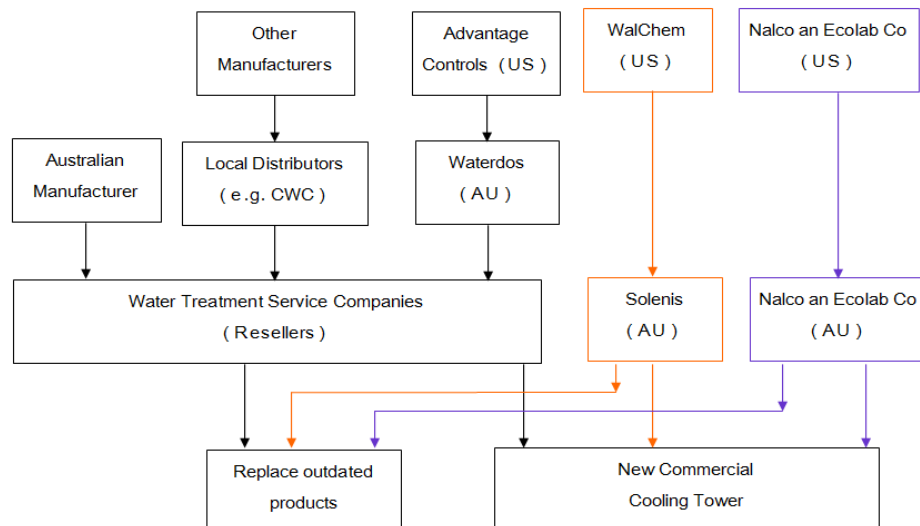 Other
Manufacturers
Advantage
Controls (US)
WalChem
(US)
Nalco an Ecolab Co
(US)
Australian
Manufacturer
Local Distributors
(e.g. CWC)
Waterdos
(AU)
Water Treatment Service Companies
(Resellers)
Solenis
(AU)
Nalco an Ecolab Co
(AU)
Replace outdated
products
New Commercial
Cooling Tower